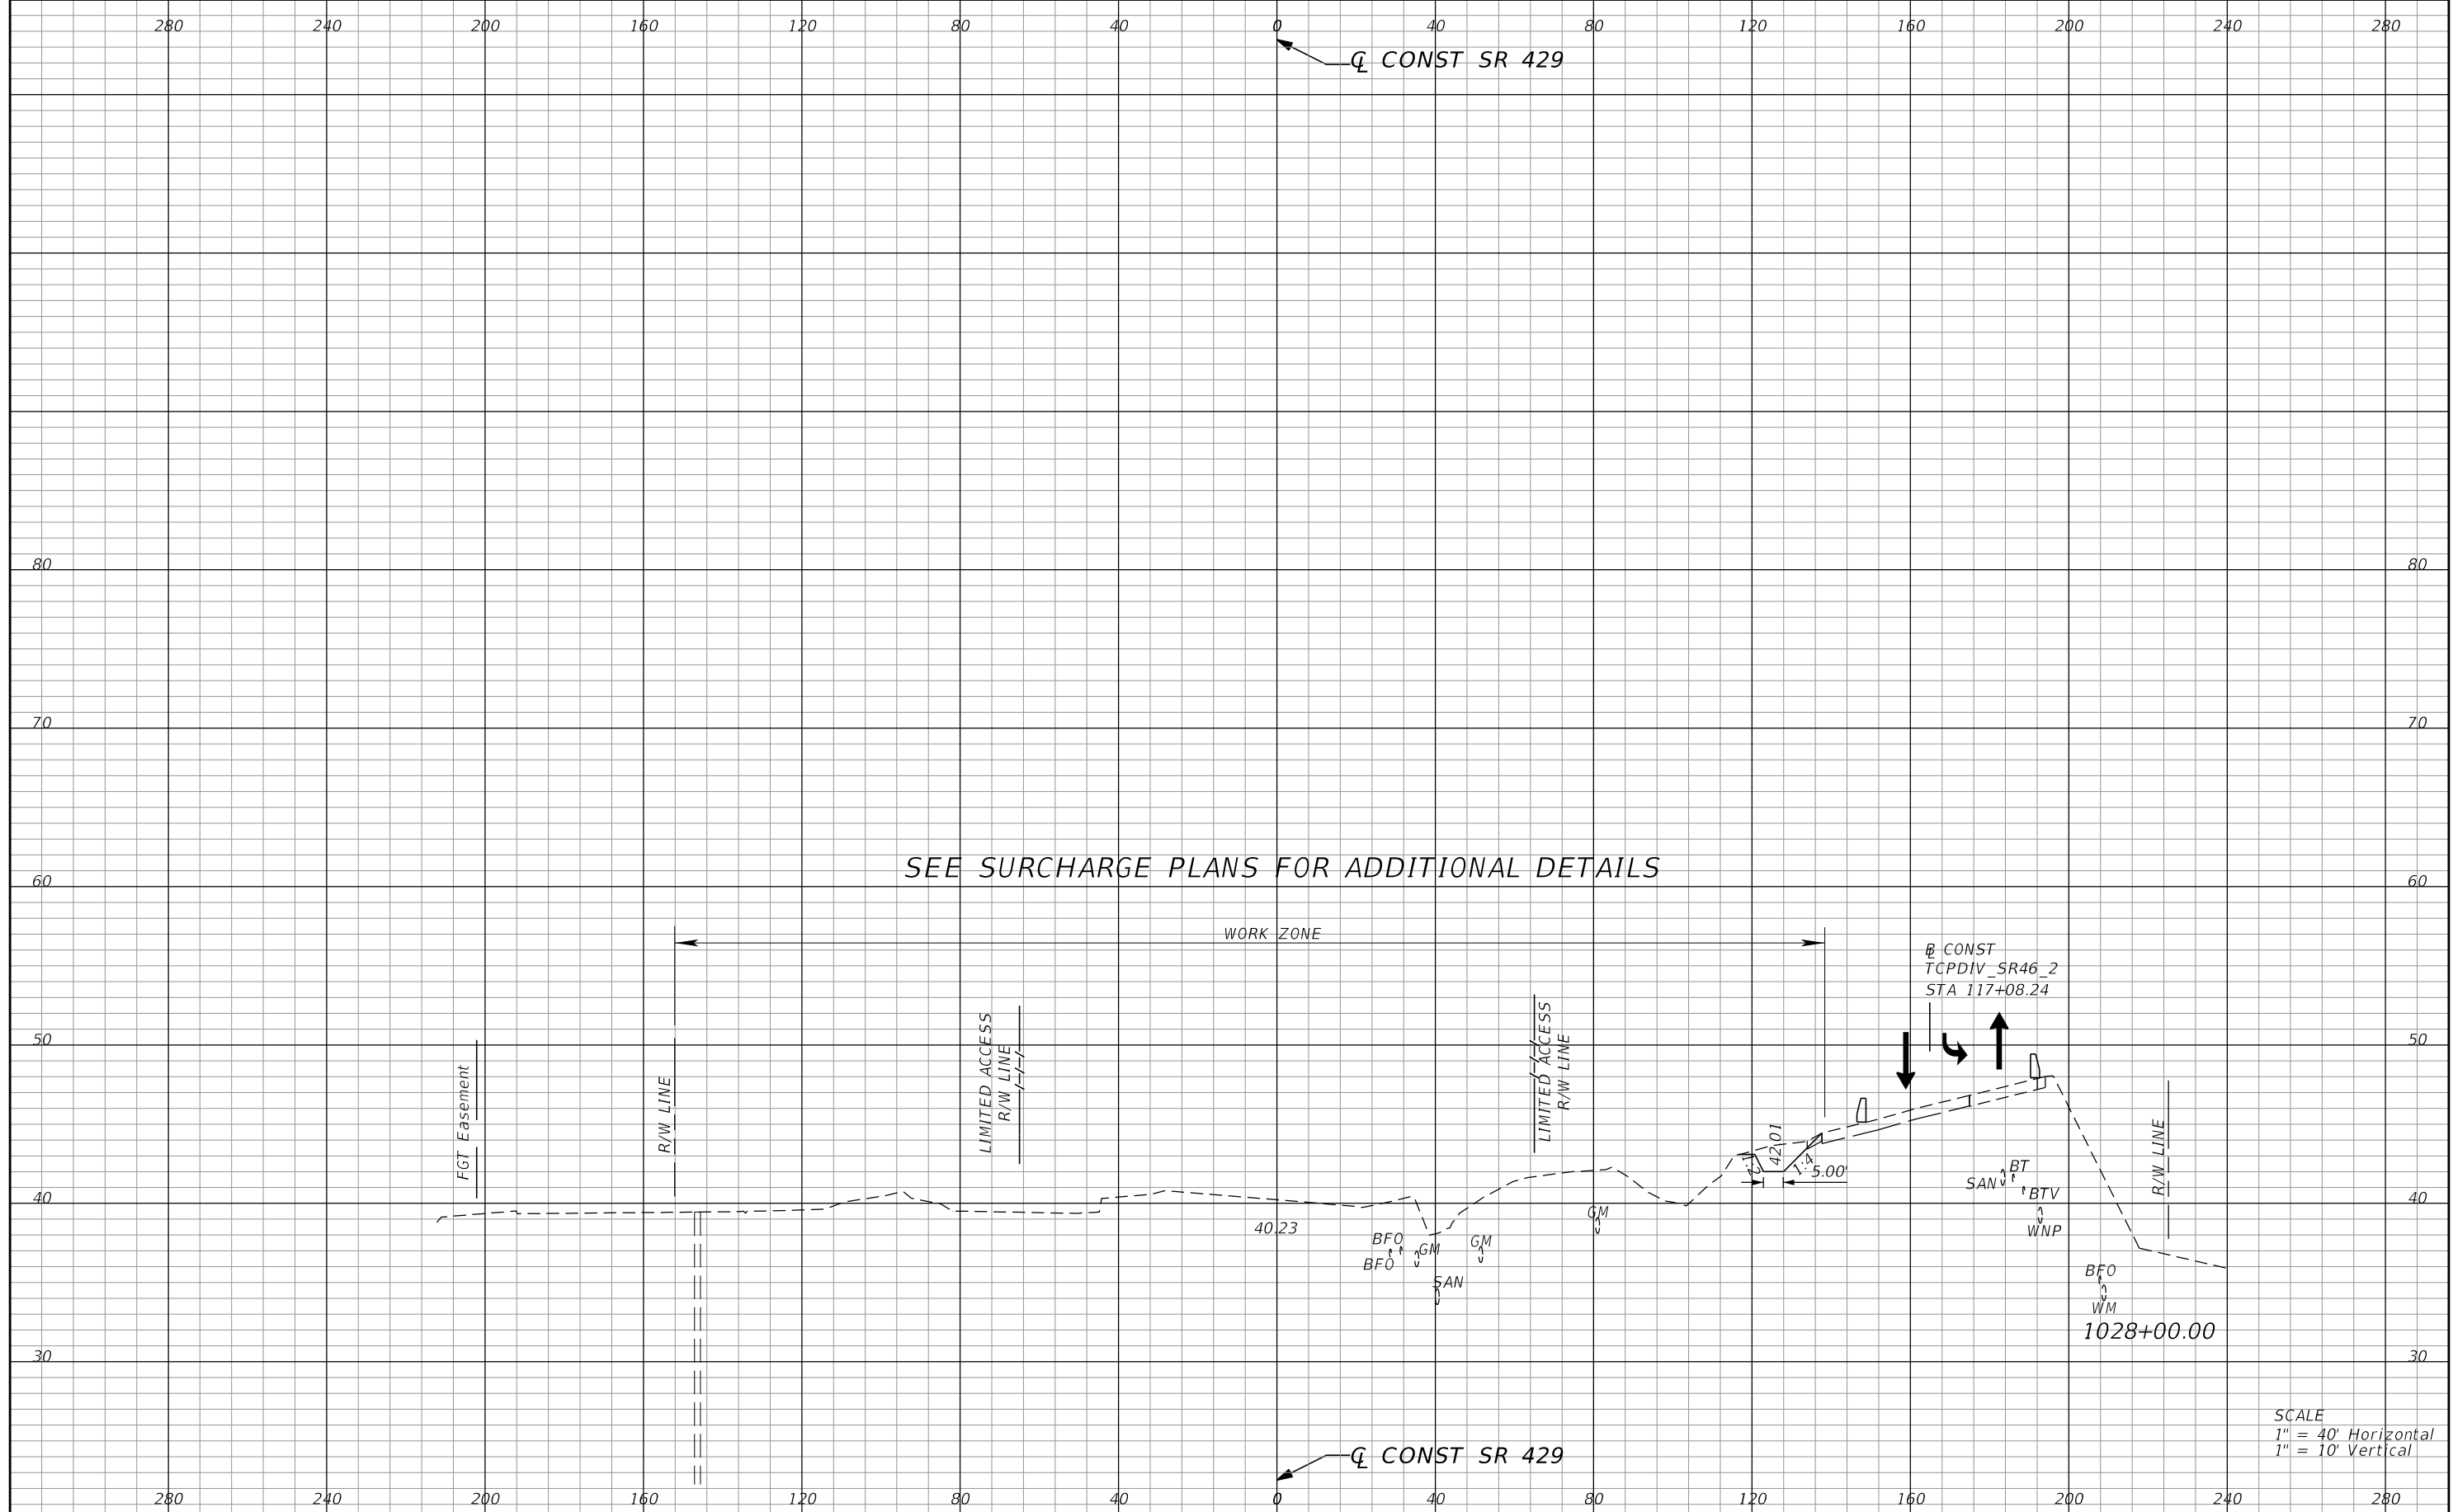 280 240 200 160 120 80 40 0 40 80 120 160 200 240 280
℄ CONST SR 429
80 80
70 70
60 60
SEE SURCHARGE PLANS FOR ADDITIONAL DETAILS
WORK ZONE
B̲L CONST
TCPDIV_SR46_2
STA 117+08.24
50 50
FGT Easement
R/W LINE
LIMITED ACCESS
R/W LINE
LIMITED ACCESS
R/W LINE
42.01
1:4
5.00'
R/W LINE
40 40
40.23
BFO
BFO
GM
SAN
GM
GM
SAN
BT
BTV
WNP
BFO
WM
1028+00.00
30 30
SCALE
1" = 40' Horizontal
1" = 10' Vertical
℄ CONST SR 429
280 240 200 160 120 80 40 0 40 80 120 160 200 240 280